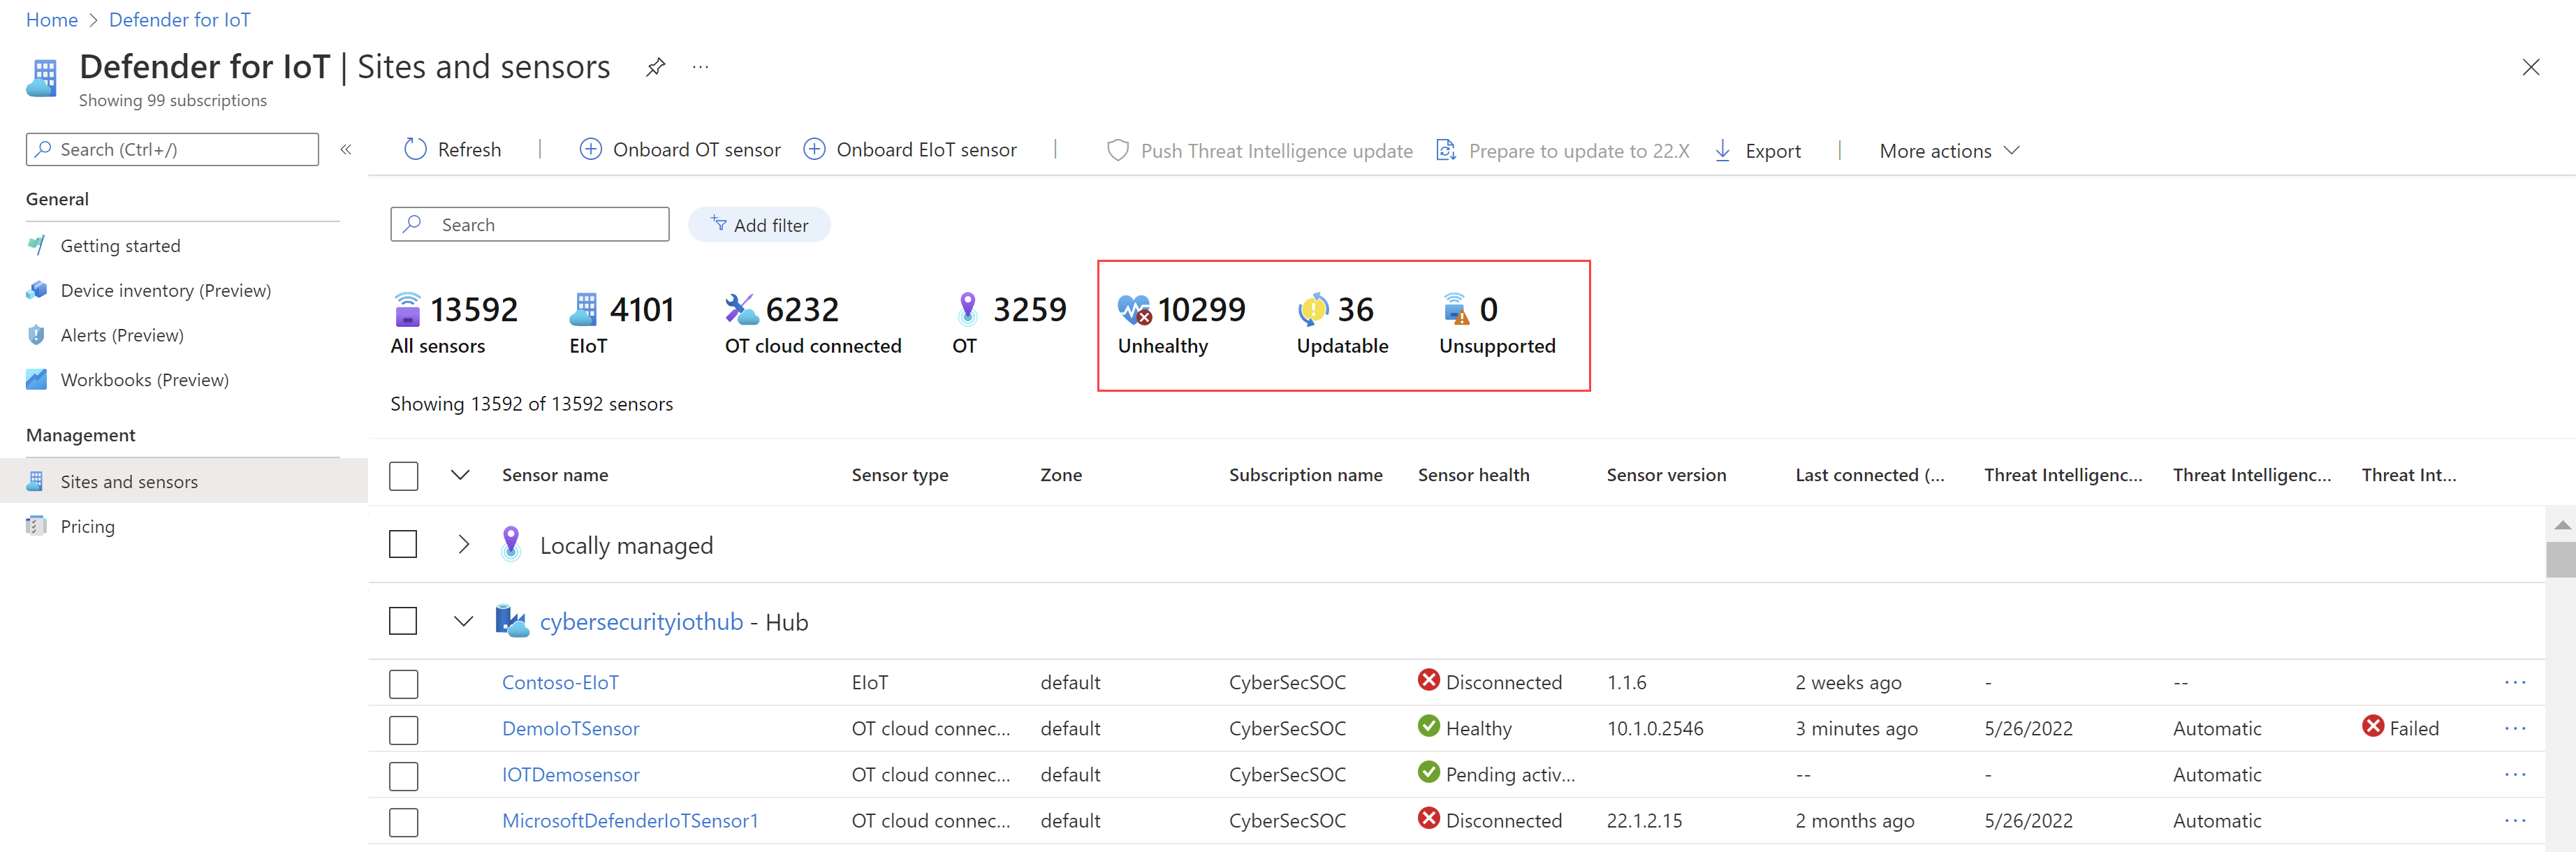 Home > Defender for IoT
Defender for IoT | Sites and sensors ...
Showing 99 subscriptions
Search (Ctrl+/) «
Refresh | Onboard OT sensor Onboard EIoT sensor | Push Threat Intelligence update Prepare to update to 22.X Export | More actions
General
Getting started
Device inventory (Preview)
Alerts (Preview)
Workbooks (Preview)
Management
Sites and sensors
Pricing
Search Add filter
13592 4101 6232 3259 10299 36 0
All sensors EIoT OT cloud connected OT Unhealthy Updatable Unsupported
Showing 13592 of 13592 sensors
Sensor name Sensor type Zone Subscription name Sensor health Sensor version Last connected (... Threat Intelligenc... Threat Intelligenc... Threat Int...
Locally managed
cybersecurityiothub - Hub
Contoso-EIoT EIoT default CyberSecSOC Disconnected 1.1.6 2 weeks ago - -- ...
DemoIoTSensor OT cloud connec... default CyberSecSOC Healthy 10.1.0.2546 3 minutes ago 5/26/2022 Automatic Failed ...
IOTDemosensor OT cloud connec... default CyberSecSOC Pending activ... -- - Automatic ...
MicrosoftDefenderIoTSensor1 OT cloud connec... default CyberSecSOC Disconnected 22.1.2.15 2 months ago 5/26/2022 Automatic ...